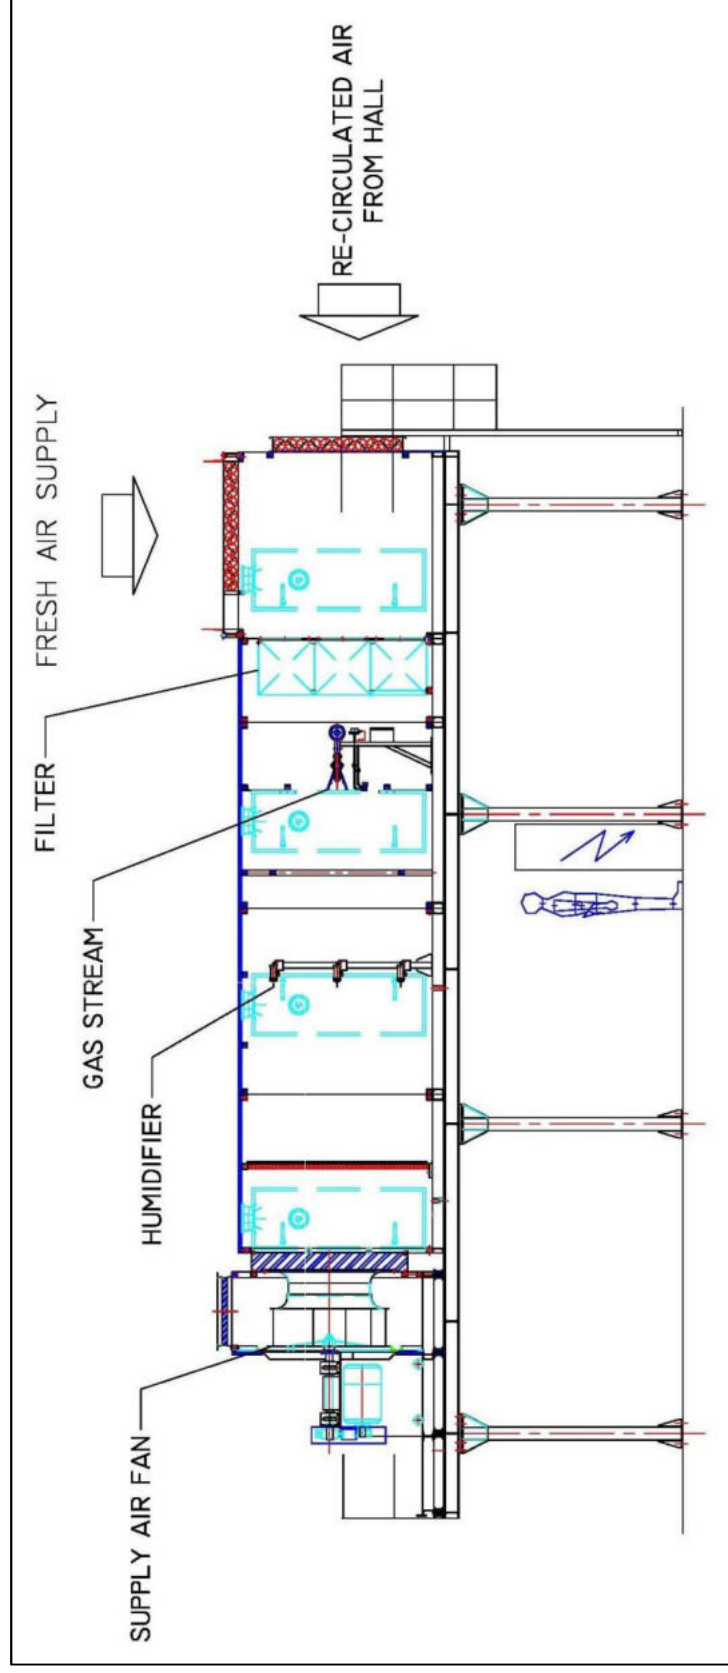 SUPPLY AIR FAN
HUMIDIFIER
GAS STREAM
FILTER
FRESH AIR SUPPLY
RE-CIRCULATED AIR
FROM HALL